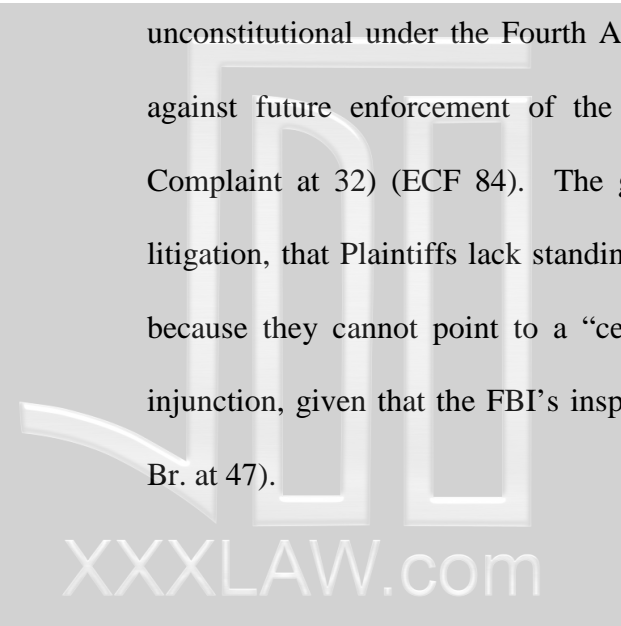 unconstitutional under the Fourth A
against future enforcement of the
Complaint at 32) (ECF 84). The g
litigation, that Plaintiffs lack standin
because they cannot point to a “ce
injunction, given that the FBI’s insp
Br. at 47).
XXXLAW.com